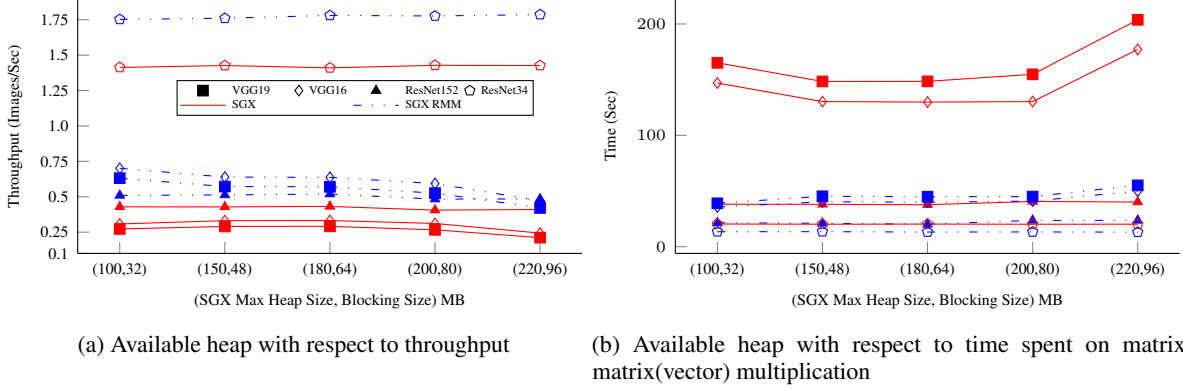 1.75
1.5
1.25
1.0
0.75
0.5
0.25
0.1
Throughput (Images/Sec)
VGG19 VGG16 ResNet152 ResNet34
SGX SGX RMM
(100,32) (150,48) (180,64) (200,80) (220,96)
(SGX Max Heap Size, Blocking Size) MB
(a) Available heap with respect to throughput
200
100
0
Time (Sec)
(100,32) (150,48) (180,64) (200,80) (220,96)
(SGX Max Heap Size, Blocking Size) MB
(b) Available heap with respect to time spent on matrix
matrix(vector) multiplication